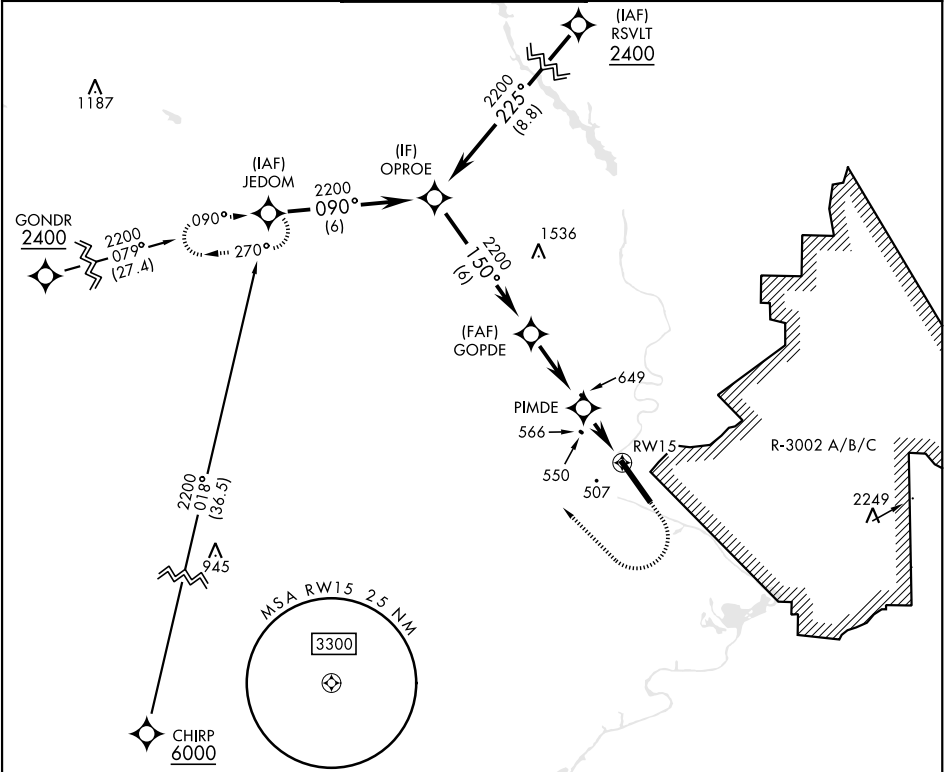 (IAF)
RSVLT
2400
1187
2200
225°
(8.8)
(IF)
OPROE
(IAF)
JEDOM
2200
090°
(6)
GONDR
2400
2200
079°
(27.4)
090°
270°
1536
2200
150°
(6)
(FAF)
GOPDE
649
PIMDE
566
550
RW15
507
R-3002 A/B/C
2249
2200
018°
(36.5)
945
MSA RW15 25 NM
3300
CHIRP
6000